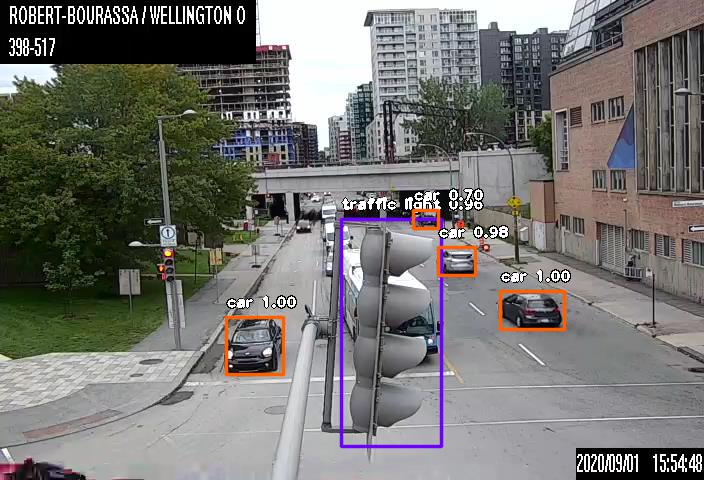 ROBERT-BOURASSA / WELLINGTON O
398-517
car 0.70
traffic light 0.96
car 0.98
car 1.00
car 1.00
2020/09/01 15:54:48